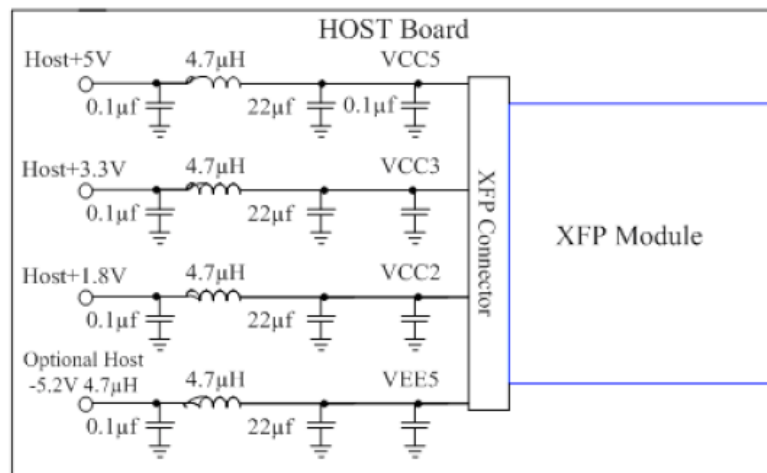 HOST Board
Host+5V 4.7µH VCC5
0.1µf 22µf 0.1µf
Host+3.3V 4.7µH VCC3
0.1µf 22µf
Host+1.8V 4.7µH VCC2
0.1µf 22µf
Optional Host
-5.2V 4.7µH 4.7µH VEE5
0.1µf 22µf
XFP Connector
XFP Module